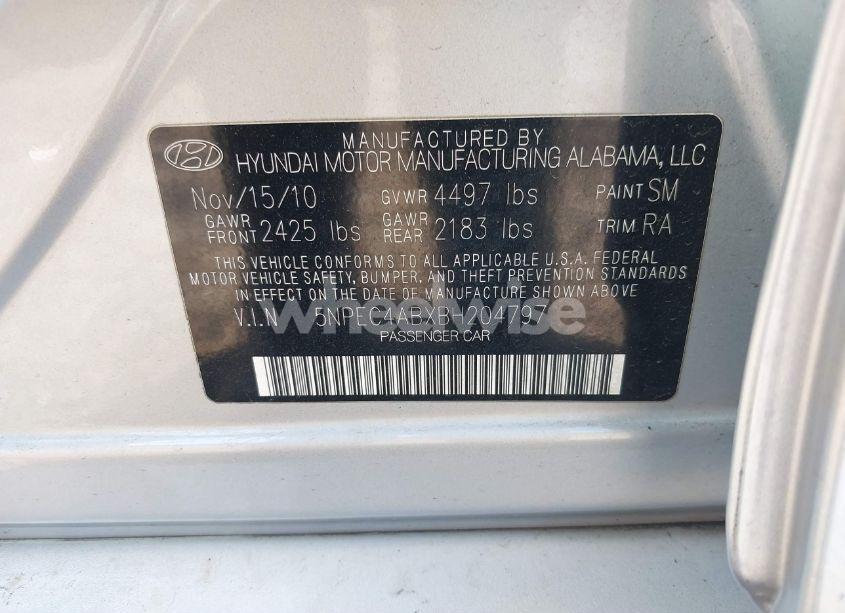 MANUFACTURED BY
HYUNDAI MOTOR MANUFACTURING ALABAMA, LLC
Nov/15/10 GVWR 4497 lbs PAINT SM
GAWR FRONT 2425 lbs GAWR REAR 2183 lbs TRIM RA
THIS VEHICLE CONFORMS TO ALL APPLICABLE U.S.A. FEDERAL
MOTOR VEHICLE SAFETY, BUMPER, AND THEFT PREVENTION STANDARDS
IN EFFECT ON THE DATE OF MANUFACTURE SHOWN ABOVE
V.I.N 5NPEC4ABXBH204797
wheelwise
PASSENGER CAR